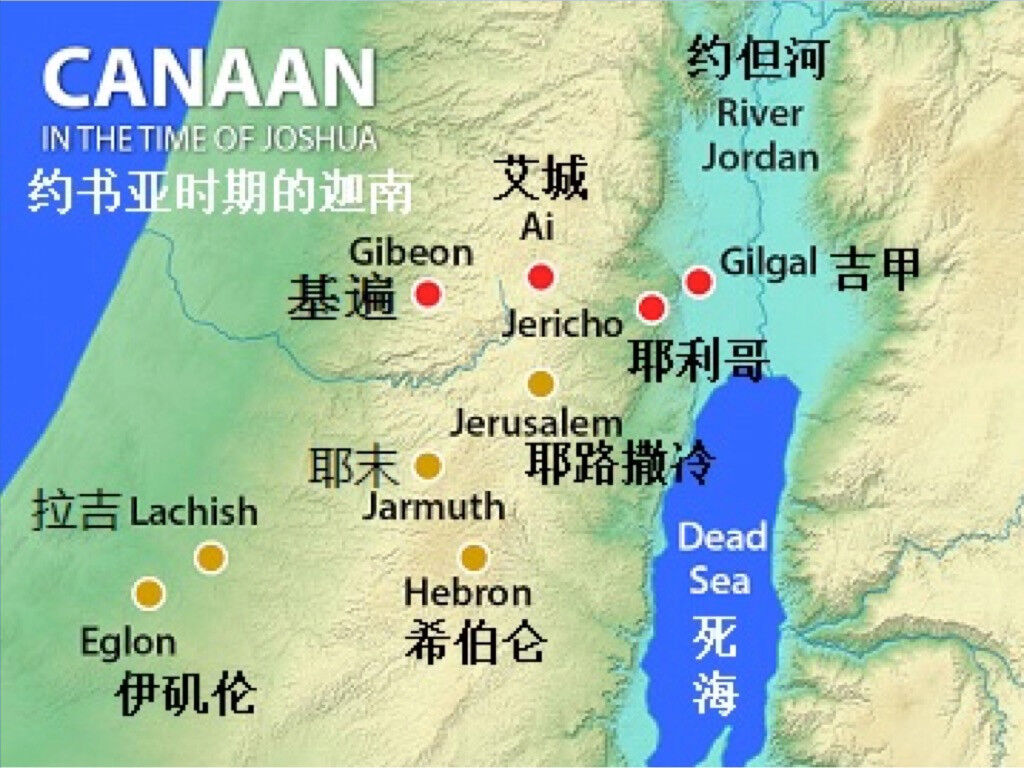 CANAAN
IN THE TIME OF JOSHUA
约书亚时期的迦南
约但河
River
Jordan
艾城
Ai
Gibeon
基遍
Gilgal 吉甲
Jericho
耶利哥
Jerusalem
耶路撒冷
耶末
Jarmuth
拉吉 Lachish
Hebron
希伯仑
Eglon
伊矶伦
Dead
Sea
死
海